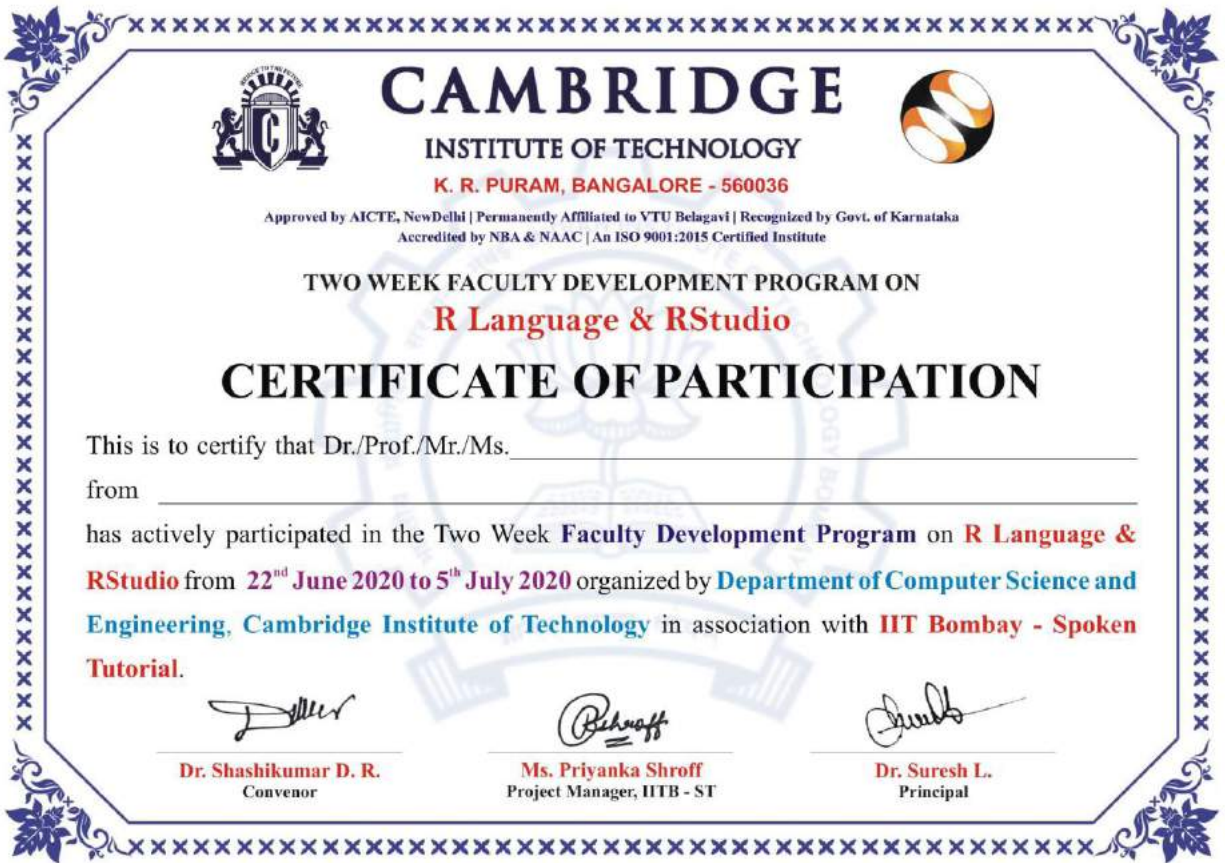 BRIDGE TO THE FUTURE
C
CAMBRIDGE
INSTITUTE OF TECHNOLOGY
K. R. PURAM, BANGALORE - 560036
Approved by AICTE, NewDelhi | Permanently Affiliated to VTU Belagavi | Recognized by Govt. of Karnataka
Accredited by NBA & NAAC | An ISO 9001:2015 Certified Institute
TWO WEEK FACULTY DEVELOPMENT PROGRAM ON
R Language & RStudio
CERTIFICATE OF PARTICIPATION
This is to certify that Dr./Prof./Mr./Ms.
from
has actively participated in the Two Week Faculty Development Program on R Language &
RStudio from 22nd June 2020 to 5th July 2020 organized by Department of Computer Science and
Engineering, Cambridge Institute of Technology in association with IIT Bombay - Spoken
Tutorial.
Dr. Shashikumar D. R.
Convenor
Ms. Priyanka Shroff
Project Manager, IITB - ST
Dr. Suresh L.
Principal